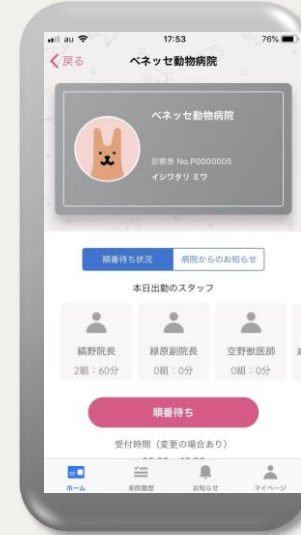 au 17:53 76%
戻る ベネッセ動物病院
ベネッセ動物病院
診察券 No.P0000005
イシワタリ ミワ
順番待ち状況 病院からのお知らせ
本日出勤のスタッフ
縞野院長 緑原副院長 空野獣医師
2組:60分 0組:0分 0組:0分
順番待ち
受付時間(変更の場合あり)
ホーム 来院履歴 お知らせ マイページ